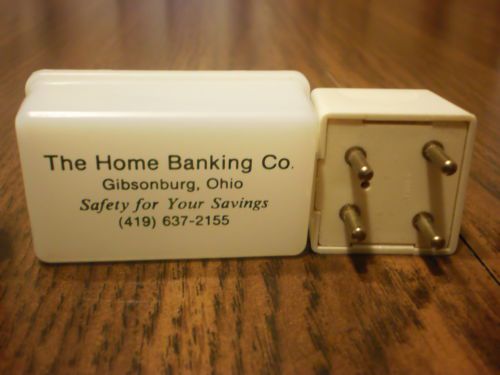 The Home Banking Co.
Gibsonburg, Ohio
Safety for Your Savings
(419) 637-2155